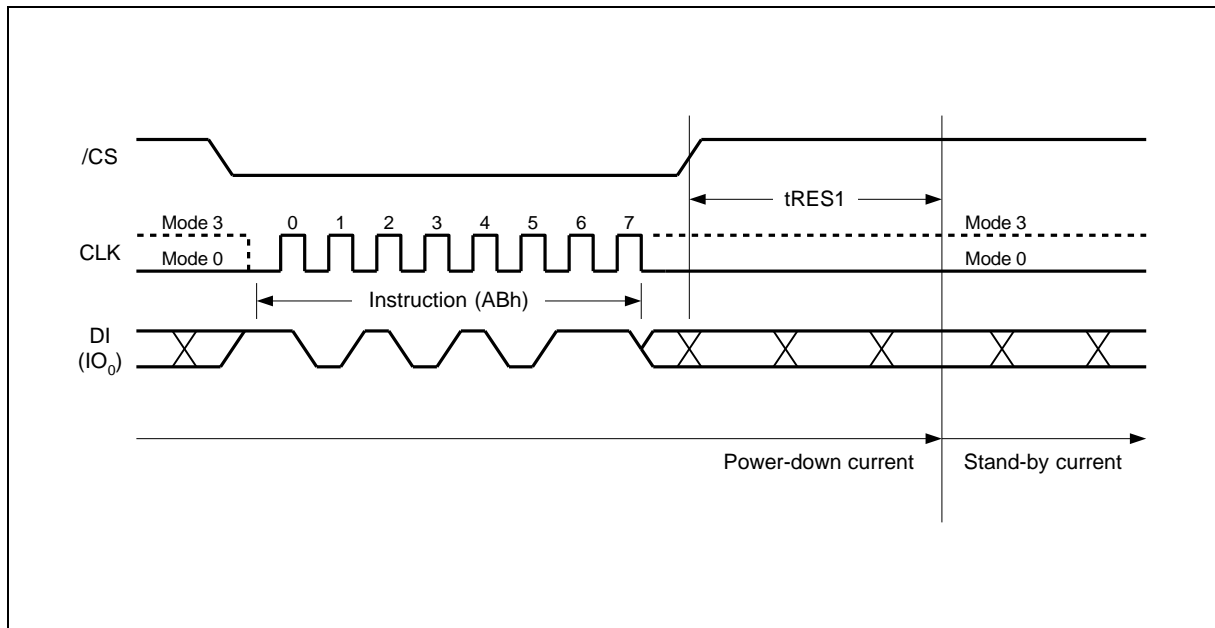 /CS
tRES1
Mode 3 0 1 2 3 4 5 6 7 Mode 3
CLK
Mode 0 Mode 0
Instruction (ABh)
DI
(IO0)
Power-down current Stand-by current